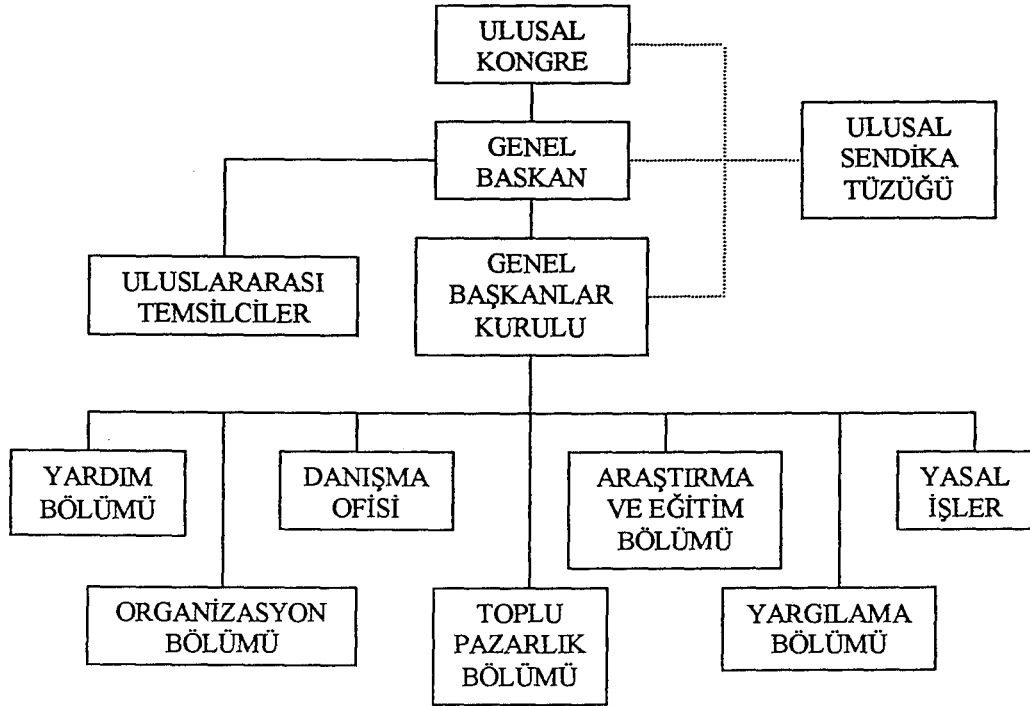 ULUSAL
KONGRE
GENEL
BASKAN
ULUSAL
SENDİKA
TÜZÜĞÜ
ULUSLARARASI
TEMSİLCİLER
GENEL
BAŞKANLAR
KURULU
YARDIM
BÖLÜMÜ
DANIŞMA
OFİSİ
ARAŞTIRMA
VE EĞİTİM
BÖLÜMÜ
YASAL
İŞLER
ORGANİZASYON
BÖLÜMÜ
TOPLU
PAZARLIK
BÖLÜMÜ
YARGILAMA
BÖLÜMÜ